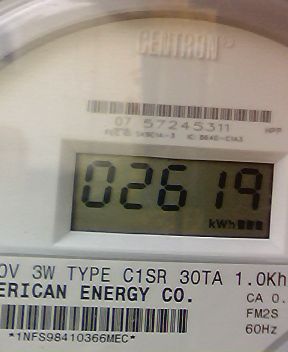 CENTRON
07 57245311 HPP
02619
kWh
0V 3W TYPE C1SR 30TA 1.0Kh
ERICAN ENERGY CO.
CA 0.
FM2S
60Hz
*1NFS98410366MEC*